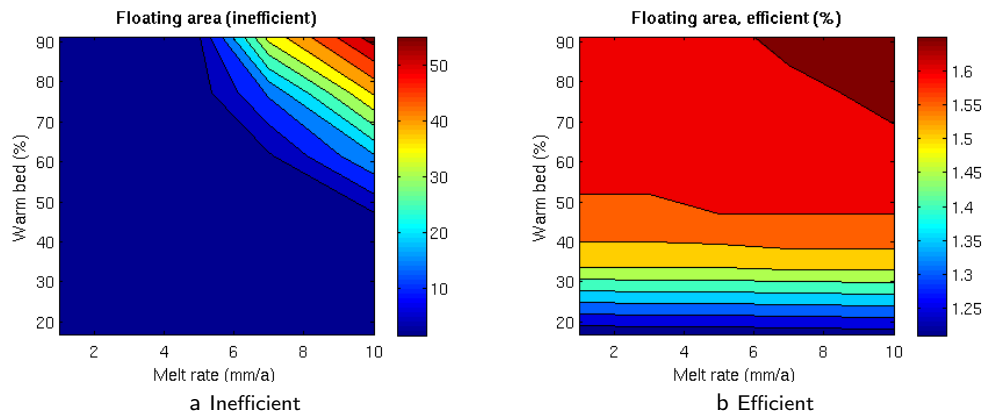 Floating area (inefficient)
90
80
70
60
50
40
30
20
Warm bed (%)
2 4 6 8 10
Melt rate (mm/a)
50
40
30
20
10
a Inefficient
Floating area, efficient (%)
90
80
70
60
50
40
30
20
Warm bed (%)
2 4 6 8 10
Melt rate (mm/a)
1.6
1.55
1.5
1.45
1.4
1.35
1.3
1.25
b Efficient